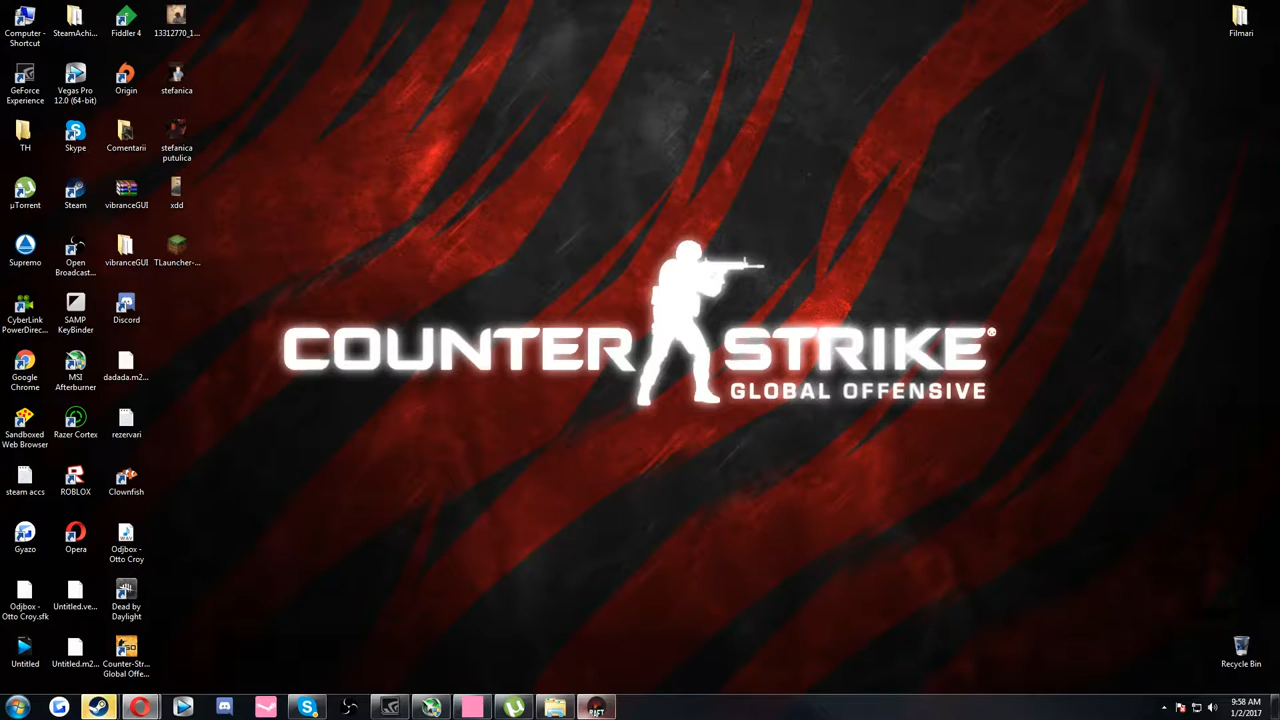 Computer -
Shortcut
SteamAchi...
Fiddler 4
13312770_1...
Filmari
GeForce
Experience
Vegas Pro
12.0 (64-bit)
Origin
stefanica
TH
Skype
Comentarii
stefanica
putulica
µTorrent
Steam
vibranceGUI
xdd
Supremo
Open
Broadcast...
vibranceGUI
TLauncher-...
CyberLink
PowerDirec...
SAMP
KeyBinder
Discord
COUNTER STRIKE®
GLOBAL OFFENSIVE
Google
Chrome
MSI
Afterburner
dadada.m2...
Sandboxed
Web Browser
Razer Cortex
rezervari
steam accs
ROBLOX
Clownfish
Gyazo
Opera
WAV
Odjbox -
Otto Croy
Odjbox -
Otto Croy.sfk
Untitled.ve...
Dead by
Daylight
Untitled
Untitled.m2...
GO
Counter-Str...
Global Offe...
Recycle Bin
RAFT
9:58 AM
1/2/2017